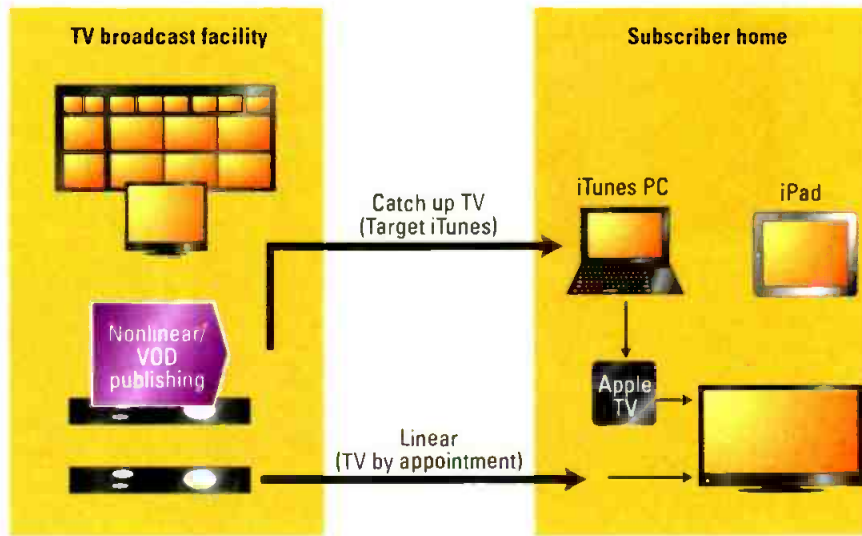 TV broadcast facility
Subscriber home
Catch up TV
(Target iTunes)
iTunes PC
iPad
Nonlinear/
VOD
publishing
Apple
TV
Linear
(TV by appointment)